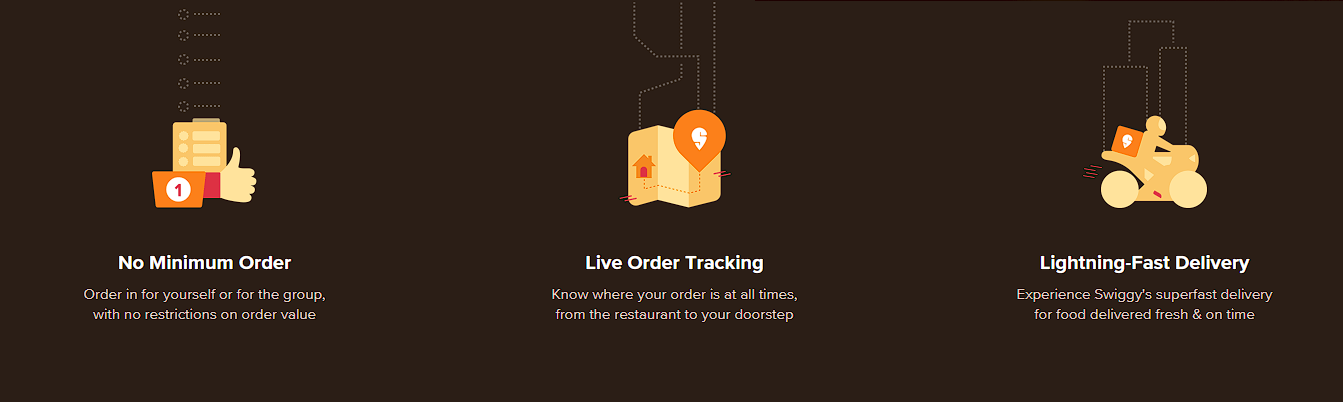 1
No Minimum Order
Order in for yourself or for the group,
with no restrictions on order value
Live Order Tracking
Know where your order is at all times,
from the restaurant to your doorstep
Lightning-Fast Delivery
Experience Swiggy's superfast delivery
for food delivered fresh & on time